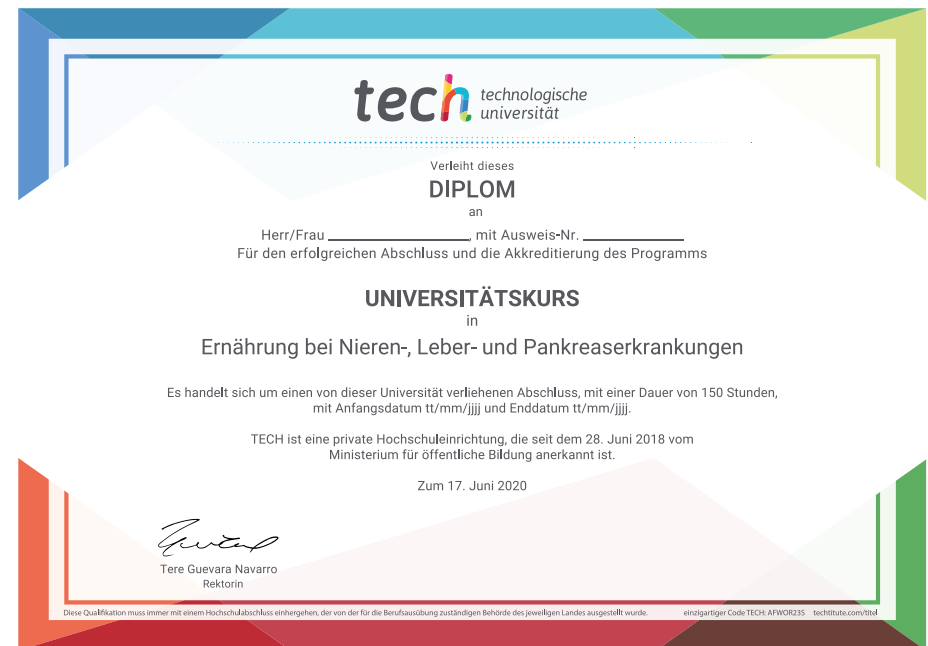 tech technologische
universität
Verleiht dieses
DIPLOM
an
Herr/Frau ____________________, mit Ausweis-Nr. ______________
Für den erfolgreichen Abschluss und die Akkreditierung des Programms
UNIVERSITÄTSKURS
in
Ernährung bei Nieren-, Leber- und Pankreaserkrankungen
Es handelt sich um einen von dieser Universität verliehenen Abschluss, mit einer Dauer von 150 Stunden,
mit Anfangsdatum tt/mm/jjjj und Enddatum tt/mm/jjjj.
TECH ist eine private Hochschuleinrichtung, die seit dem 28. Juni 2018 vom
Ministerium für öffentliche Bildung anerkannt ist.
Zum 17. Juni 2020
Tere Guevara Navarro
Rektorin
Diese Qualifikation muss immer mit einem Hochschulabschluss einhergehen, der von der für die Berufsausübung zuständigen Behörde des jeweiligen Landes ausgestellt wurde. einzigartiger Code TECH: AFWOR23S techtitute.com/titel